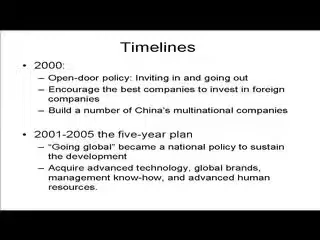 Timelines
• 2000:
– Open-door policy: Inviting in and going out
– Encourage the best companies to invest in foreign
companies
– Build a number of China's multinational companies
• 2001-2005 the five-year plan
– "Going global" became a national policy to sustain
the development
– Acquire advanced technology, global brands,
management know-how, and advanced human
resources.